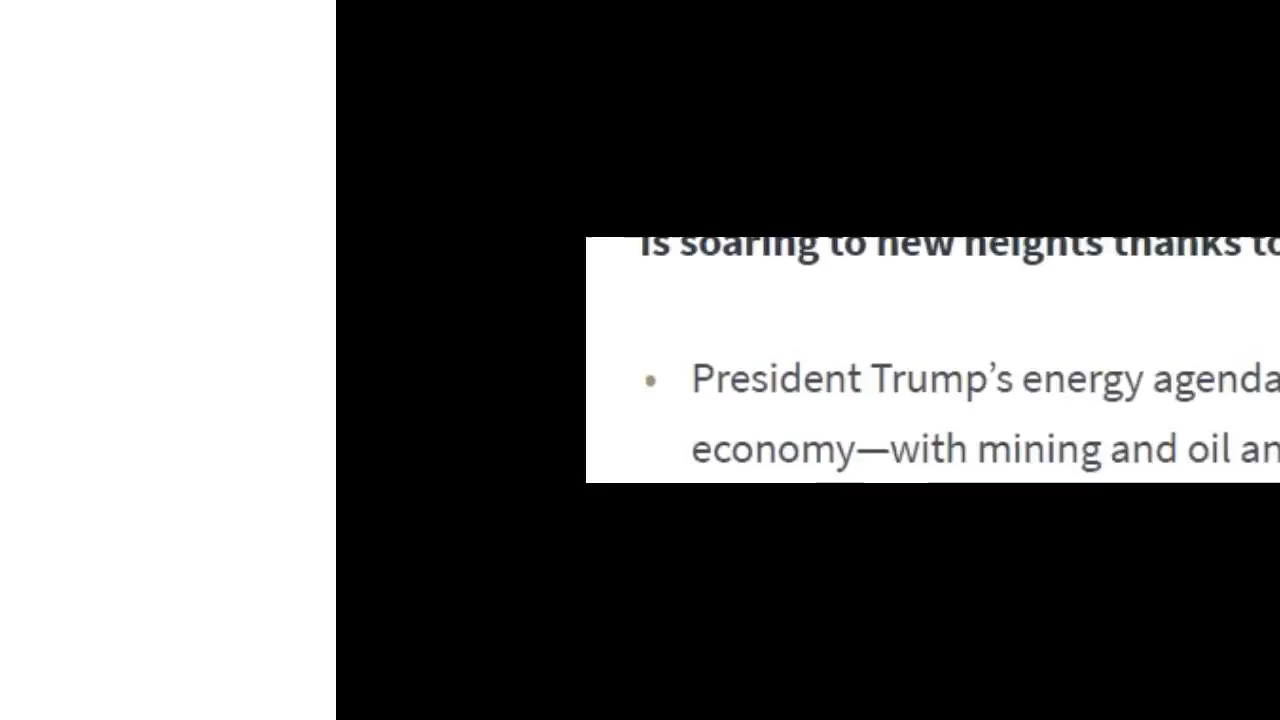 is soaring to new heights thanks to
• President Trump’s energy agenda
economy—with mining and oil an